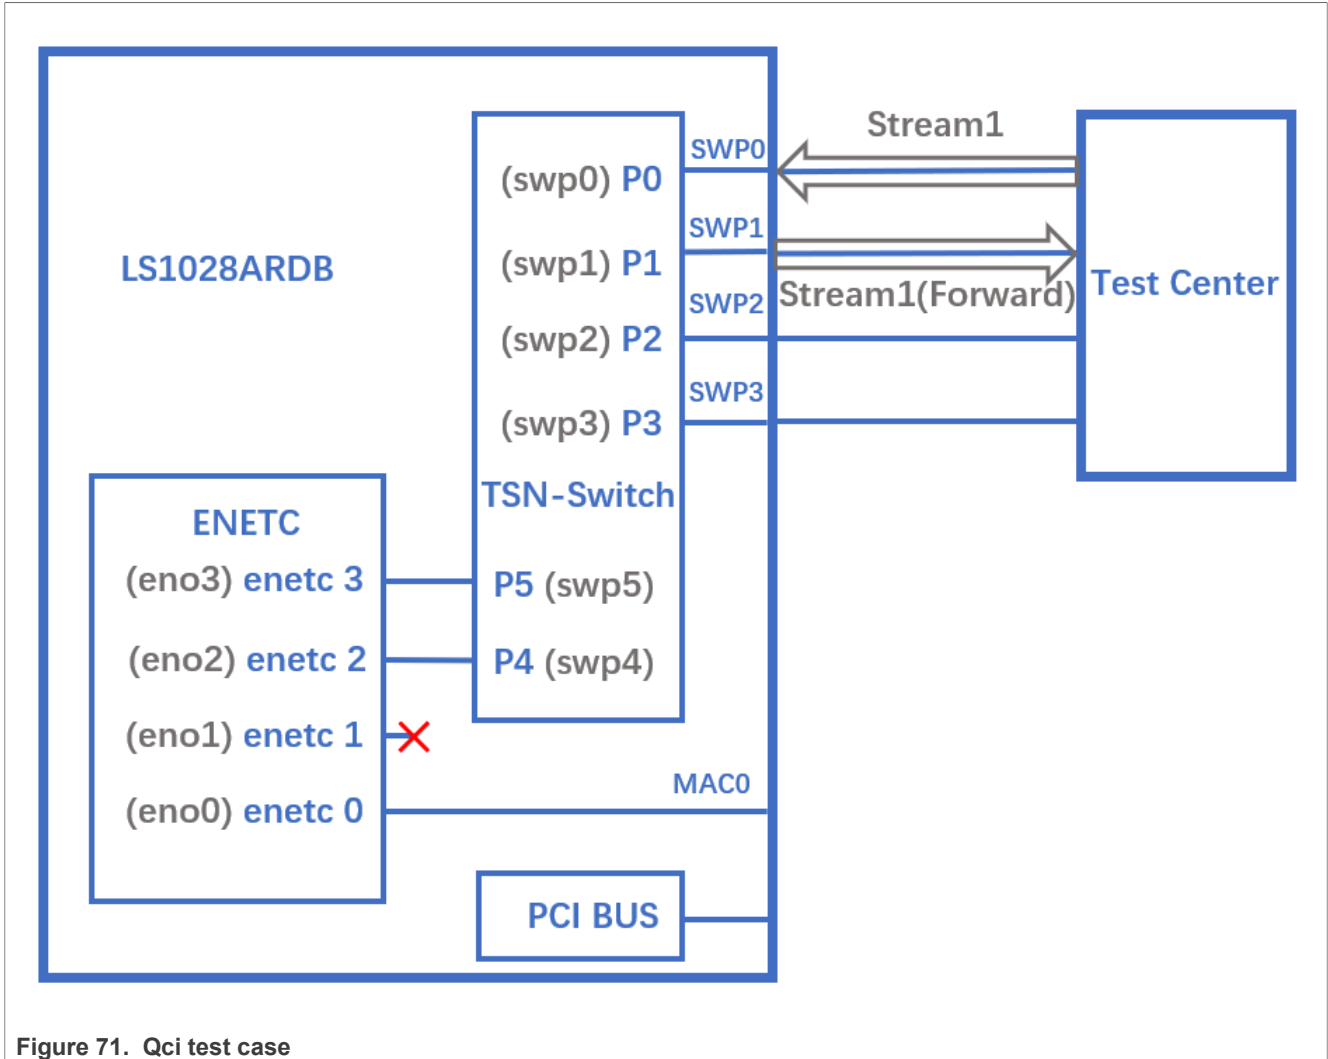 Stream1
SWP0
(swp0) P0
SWP1
(swp1) P1
LS1028ARDB
Test Center
Stream1(Forward)
SWP2
(swp2) P2
SWP3
(swp3) P3
TSN-Switch
ENETC
(eno3) enetc 3
P5 (swp5)
(eno2) enetc 2
P4 (swp4)
(eno1) enetc 1
MAC0
(eno0) enetc 0
PCI BUS
Figure 71. Qci test case